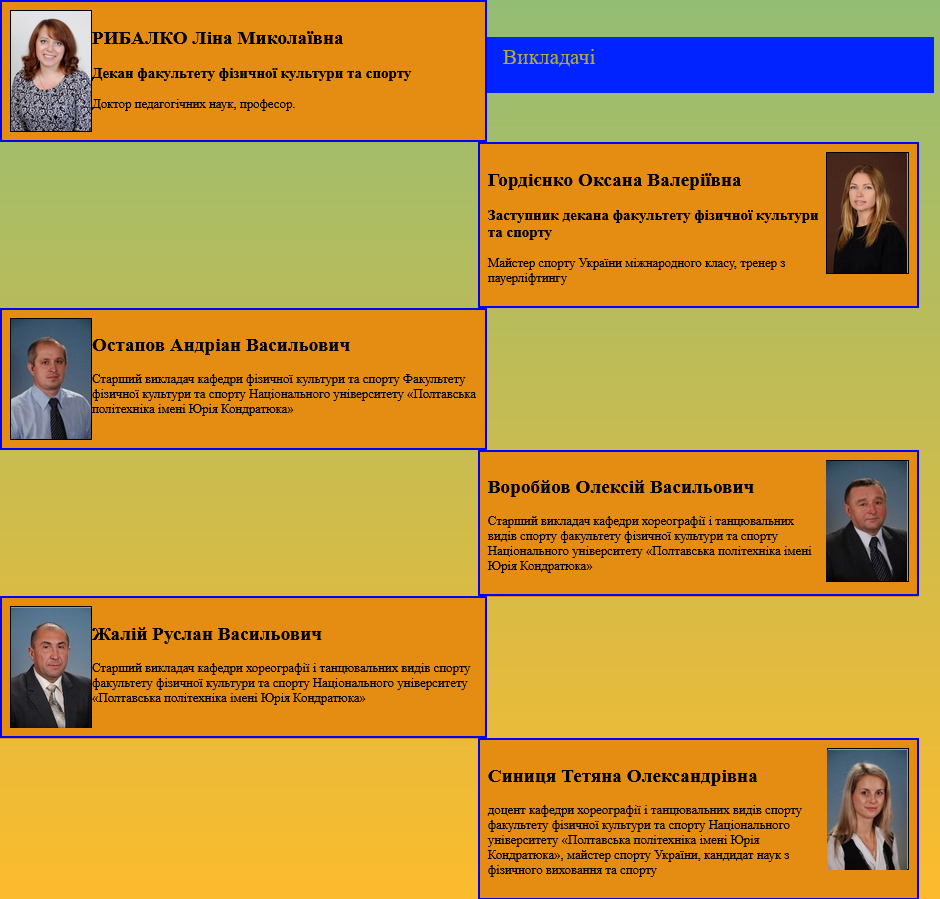 РИБАЛКО Ліна Миколаївна
Декан факультету фізичної культури та спорту
Доктор педагогічних наук, професор.
Викладачі
Гордієнко Оксана Валеріївна
Заступник декана факультету фізичної культури
та спорту
Майстер спорту України міжнародного класу, тренер з
пауерліфтингу
Остапов Андріан Васильович
Старший викладач кафедри фізичної культури та спорту Факультету
фізичної культури та спорту Національного університету «Полтавська
політехніка імені Юрія Кондратюка»
Воробйов Олексій Васильович
Старший викладач кафедри хореографії і танцювальних
видів спорту факультету фізичної культури та спорту
Національного університету «Полтавська політехніка імені
Юрія Кондратюка»
Жалій Руслан Васильович
Старший викладач кафедри хореографії і танцювальних видів спорту
факультету фізичної культури та спорту Національного університету
«Полтавська політехніка імені Юрія Кондратюка»
Синиця Тетяна Олександрівна
доцент кафедри хореографії і танцювальних видів спорту
факультету фізичної культури та спорту Національного
університету «Полтавська політехніка імені Юрія
Кондратюка», майстер спорту України, кандидат наук з
фізичного виховання та спорту